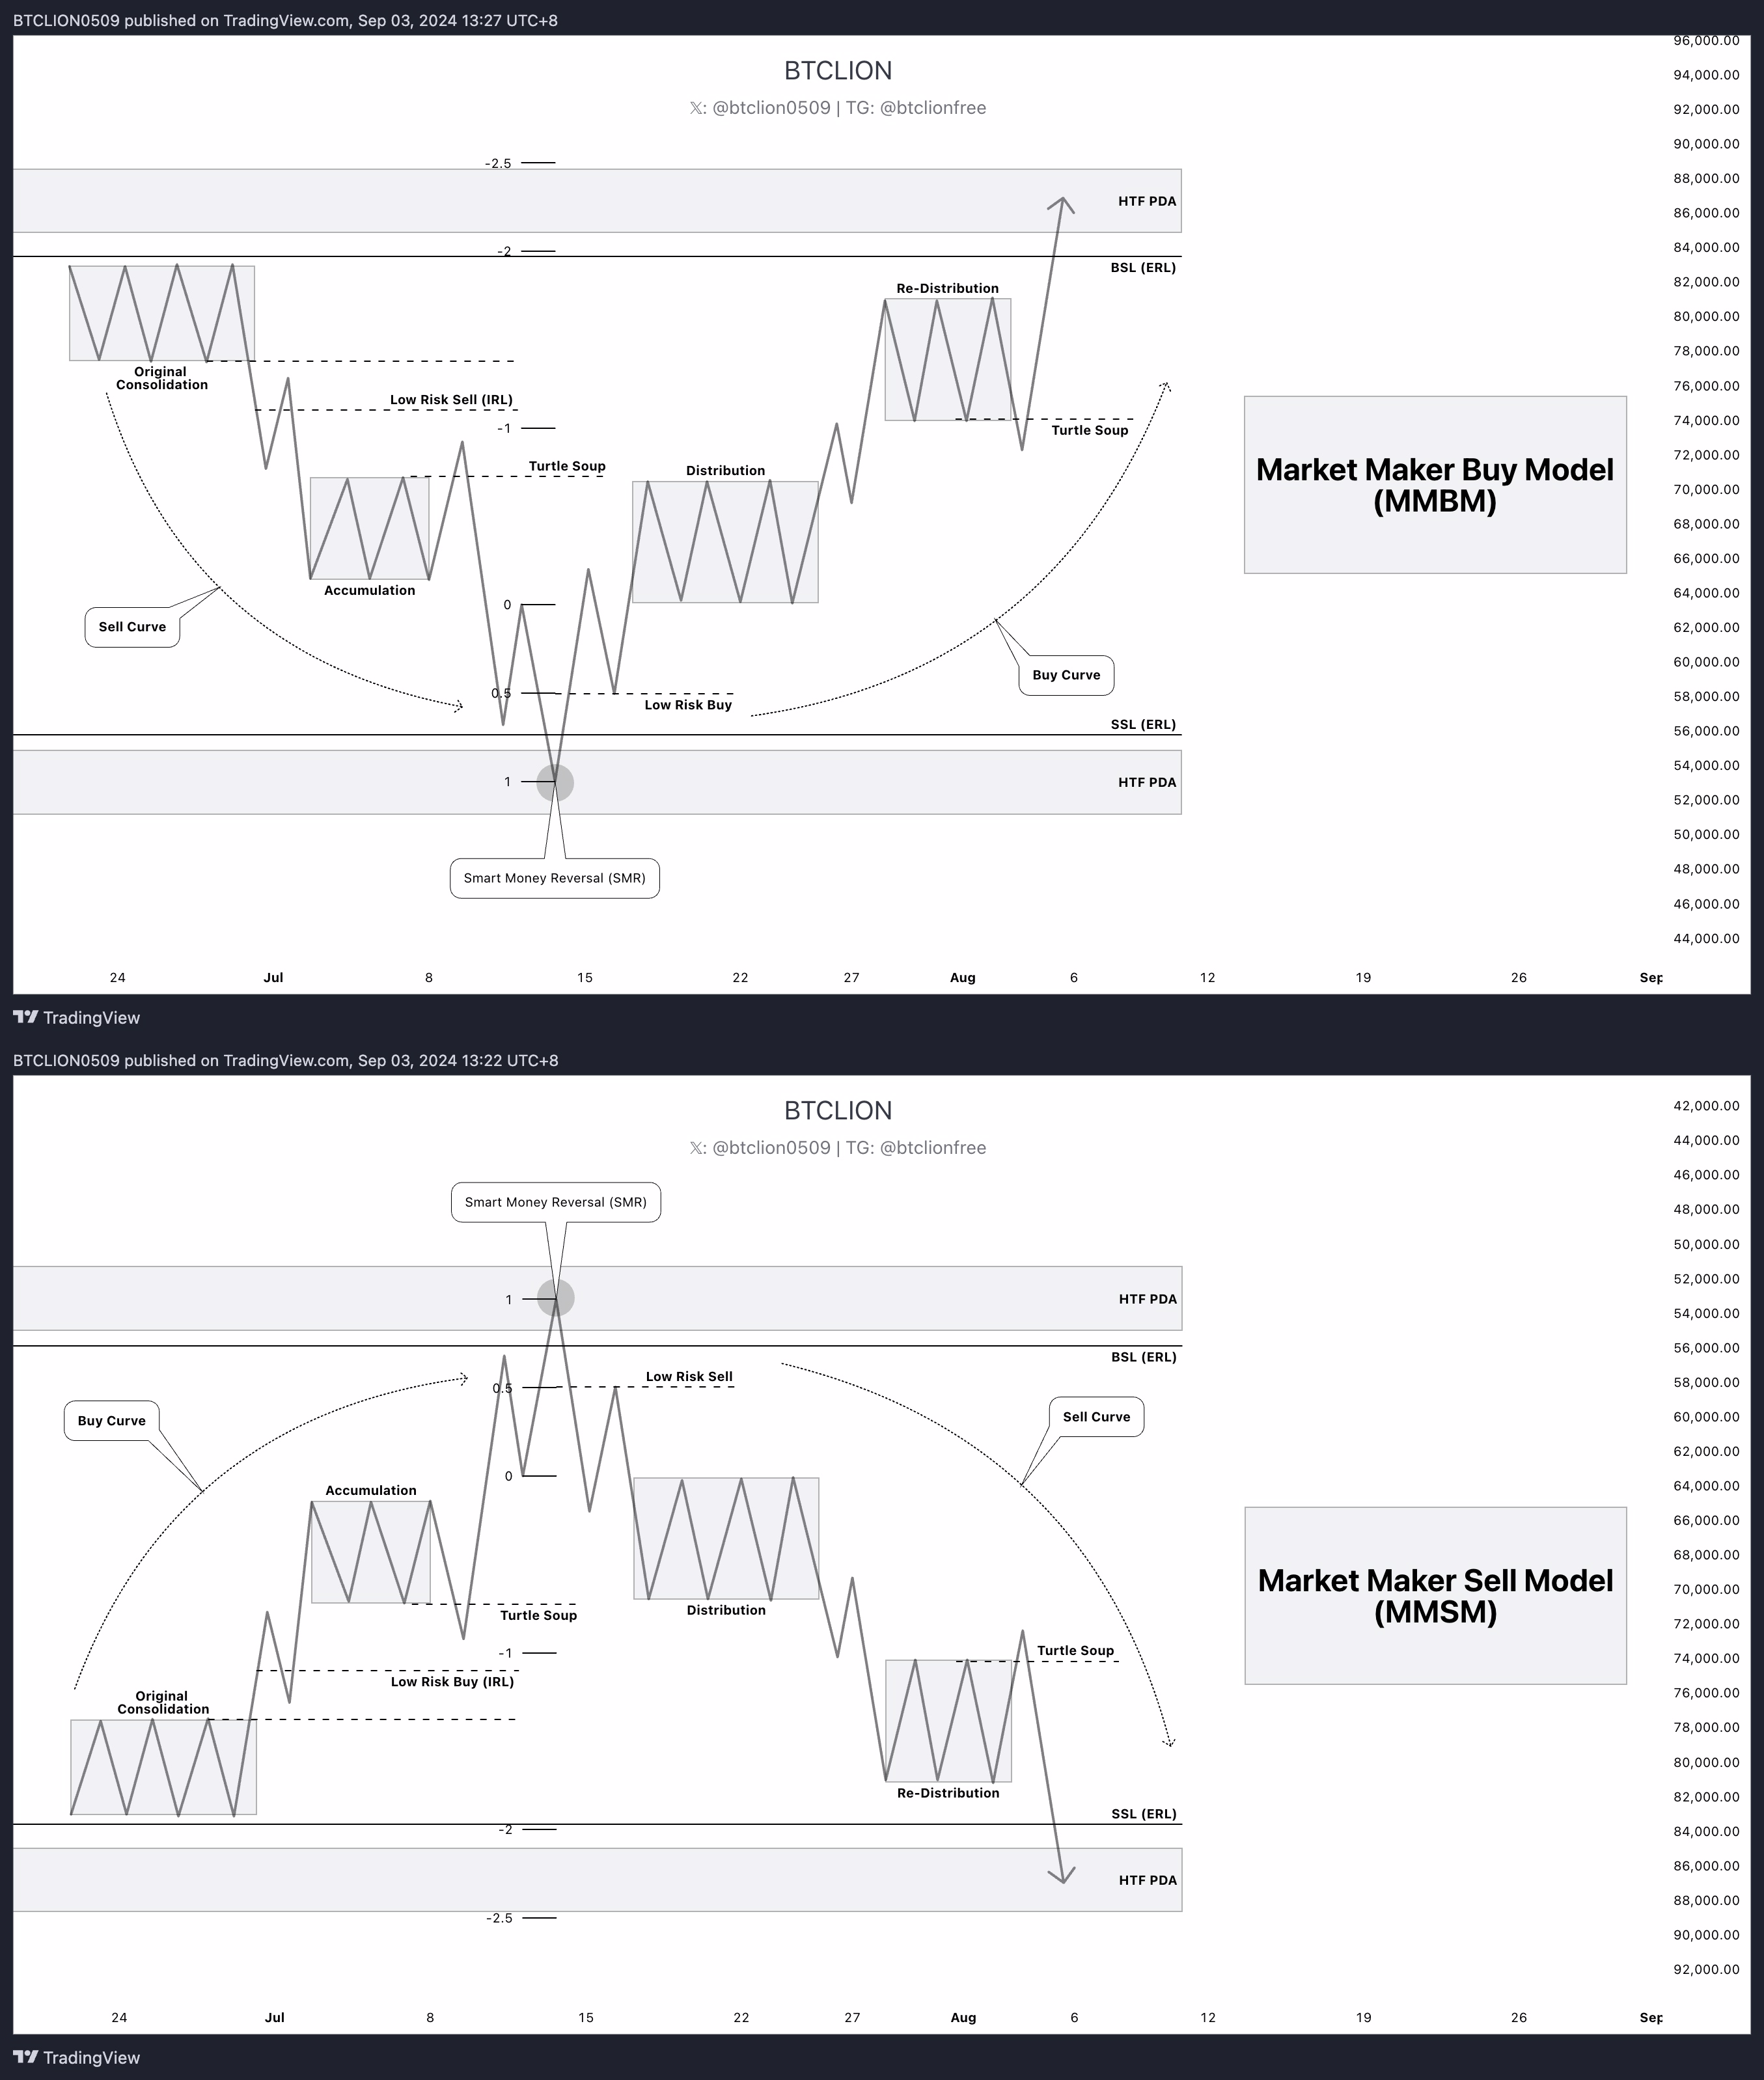 BTCLION0509 published on TradingView.com, Sep 03, 2024 13:27 UTC+8
BTCLION
𝕏: @btclion0509 | TG: @btclionfree
96,000.00
94,000.00
92,000.00
90,000.00
88,000.00
86,000.00
84,000.00
82,000.00
80,000.00
78,000.00
76,000.00
74,000.00
72,000.00
70,000.00
68,000.00
66,000.00
64,000.00
62,000.00
60,000.00
58,000.00
56,000.00
54,000.00
52,000.00
50,000.00
48,000.00
46,000.00
44,000.00
-2.5
HTF PDA
-2
BSL (ERL)
Re-Distribution
Original
Consolidation
Low Risk Sell (IRL)
-1
Turtle Soup
Turtle Soup
Distribution
Market Maker Buy Model
(MMBM)
Accumulation
0
Sell Curve
Buy Curve
0.5
Low Risk Buy
SSL (ERL)
1
HTF PDA
Smart Money Reversal (SMR)
24
Jul
8
15
22
27
Aug
6
12
19
26
Sep
TradingView
BTCLION0509 published on TradingView.com, Sep 03, 2024 13:22 UTC+8
BTCLION
𝕏: @btclion0509 | TG: @btclionfree
42,000.00
44,000.00
46,000.00
48,000.00
50,000.00
52,000.00
54,000.00
56,000.00
58,000.00
60,000.00
62,000.00
64,000.00
66,000.00
68,000.00
70,000.00
72,000.00
74,000.00
76,000.00
78,000.00
80,000.00
82,000.00
84,000.00
86,000.00
88,000.00
90,000.00
92,000.00
Smart Money Reversal (SMR)
1
HTF PDA
BSL (ERL)
Low Risk Sell
0.5
Buy Curve
Sell Curve
0
Accumulation
Market Maker Sell Model
(MMSM)
Distribution
Turtle Soup
-1
Turtle Soup
Low Risk Buy (IRL)
Original
Consolidation
Re-Distribution
SSL (ERL)
-2
HTF PDA
-2.5
24
Jul
8
15
22
27
Aug
6
12
19
26
Sep
TradingView